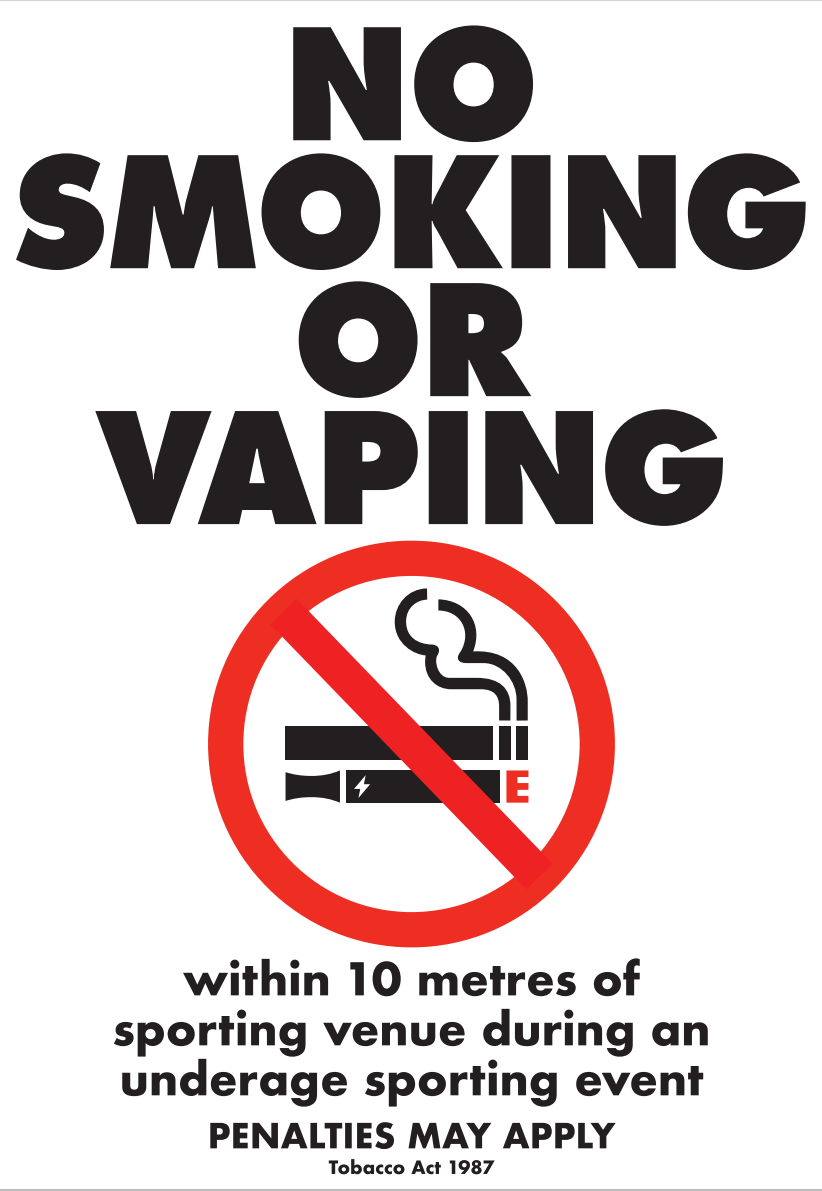 NO
SMOKING
OR
VAPING
E
within 10 metres of
sporting venue during an
underage sporting event
PENALTIES MAY APPLY
Tobacco Act 1987